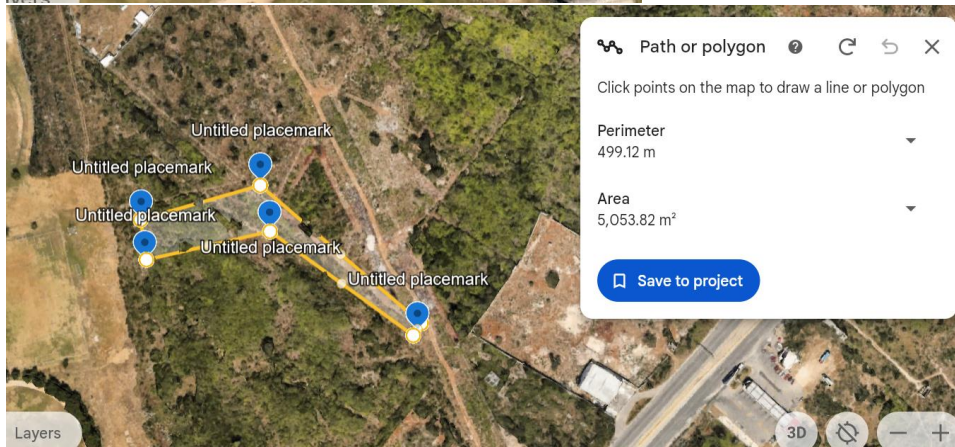 Path or polygon
Click points on the map to draw a line or polygon
Perimeter
499.12 m
Area
5,053.82 m²
Save to project
Untitled placemark
Untitled placemark
Untitled placemark
Untitled placemark
Untitled placemark
Layers
3D